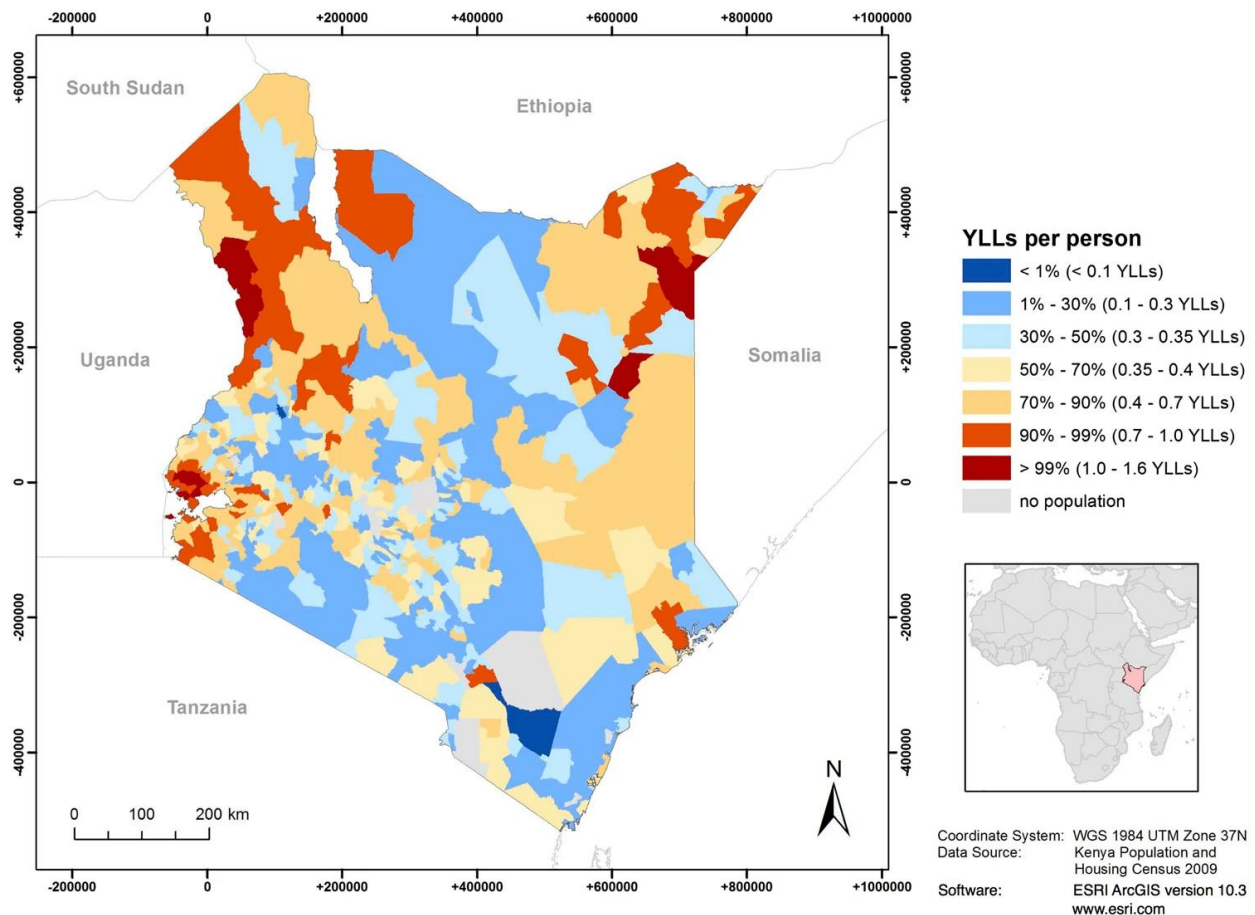 -200000 0 +200000 +400000 +600000 +800000 +1000000
+600000
+400000
+200000
0
-200000
-400000
South Sudan
Ethiopia
Uganda
Somalia
Tanzania
0 100 200 km
N
-200000 0 +200000 +400000 +600000 +800000 +1000000
+600000
+400000
+200000
0
-200000
-400000
YLLs per person
< 1% (< 0.1 YLLs)
1% - 30% (0.1 - 0.3 YLLs)
30% - 50% (0.3 - 0.35 YLLs)
50% - 70% (0.35 - 0.4 YLLs)
70% - 90% (0.4 - 0.7 YLLs)
90% - 99% (0.7 - 1.0 YLLs)
> 99% (1.0 - 1.6 YLLs)
no population
Coordinate System: WGS 1984 UTM Zone 37N
Data Source: Kenya Population and
Housing Census 2009
Software: ESRI ArcGIS version 10.3
www.esri.com